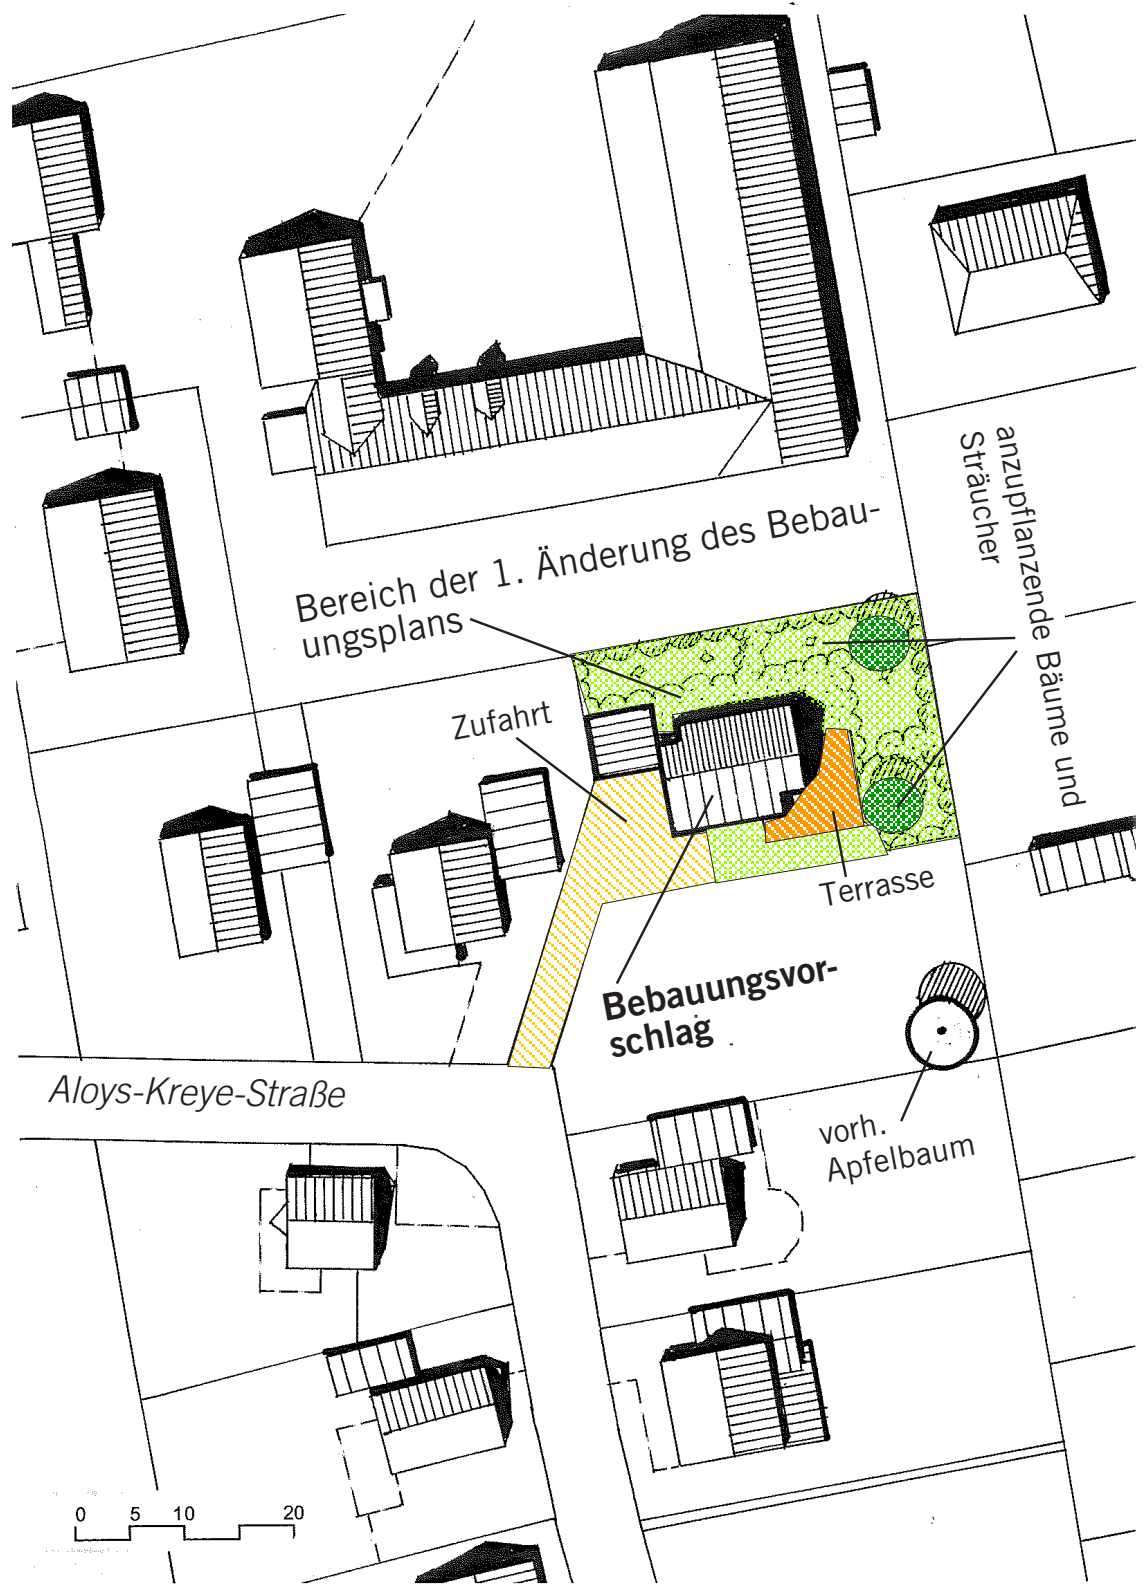 anzupflanzende Bäume und
Sträucher
Bereich der 1. Änderung des Bebau-
ungsplans
Zufahrt
Terrasse
Bebauungsvor-
schlag
Aloys-Kreye-Straße
vorh.
Apfelbaum
0 5 10 20